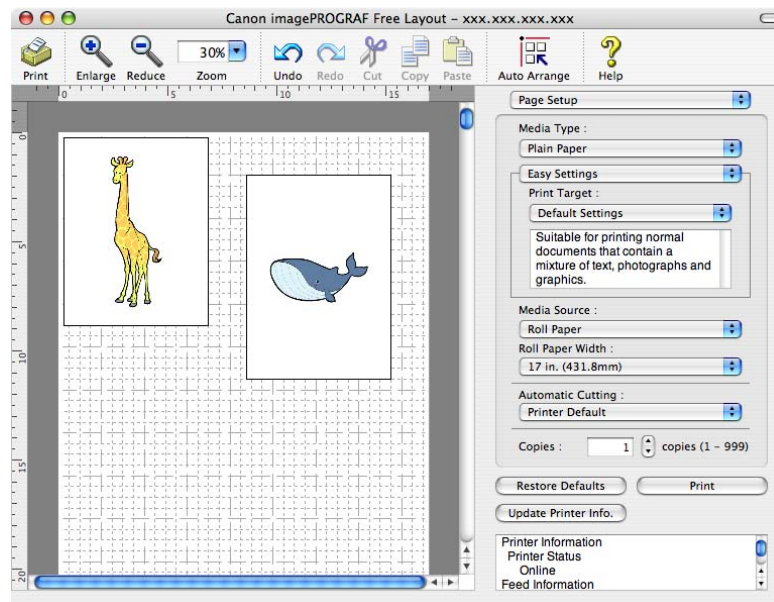 Canon imagePROGRAF Free Layout – xxx.xxx.xxx.xxx
30%
Print Enlarge Reduce Zoom Undo Redo Cut Copy Paste Auto Arrange Help
0 5 10 15
0
5
10
15
20
Page Setup
Media Type :
Plain Paper
Easy Settings
Print Target :
Default Settings
Suitable for printing normal
documents that contain a
mixture of text, photographs and
graphics.
Media Source :
Roll Paper
Roll Paper Width :
17 in. (431.8mm)
Automatic Cutting :
Printer Default
Copies : 1 copies (1 – 999)
Restore Defaults Print
Update Printer Info.
Printer Information
Printer Status
Online
Feed Information